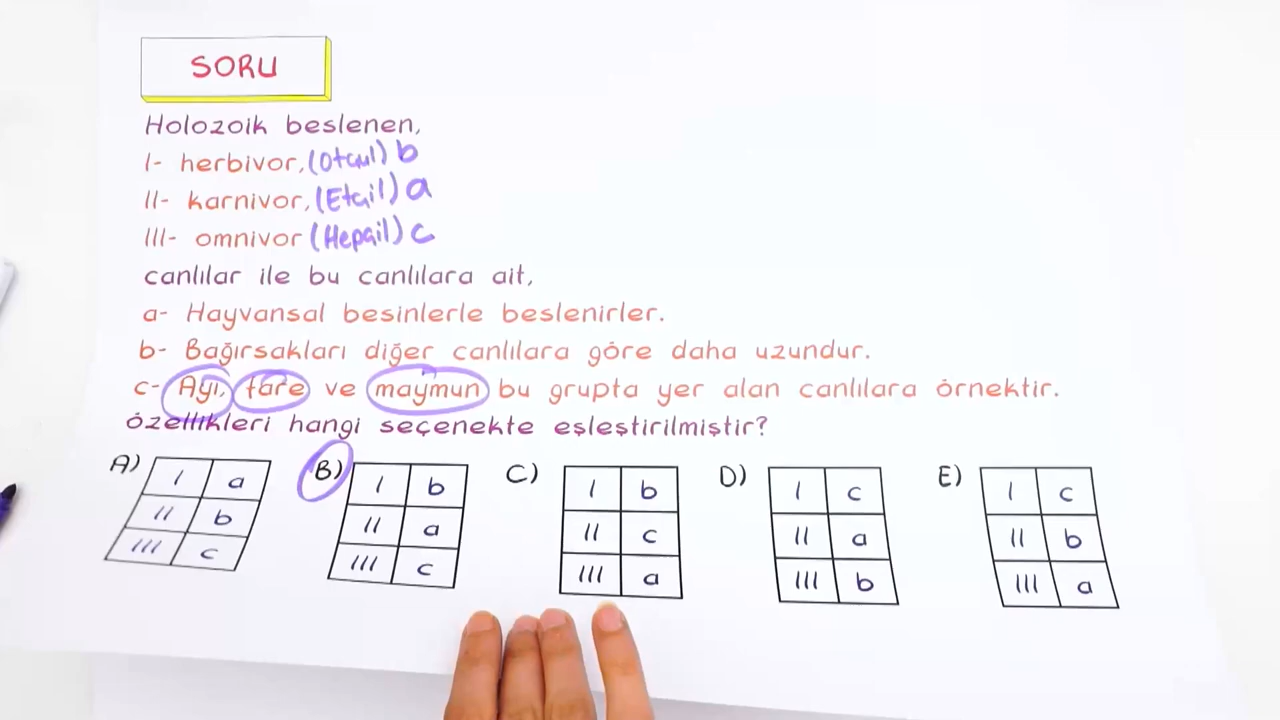 SORU
Holozoik beslenen,
I- herbivor, (Otçul) b
II- karnivor, (Etçil) a
III- omnivor (Hepçil) c
canlılar ile bu canlılara ait,
a- Hayvansal besinlerle beslenirler.
b- Bağırsakları diğer canlılara göre daha uzundur.
c- Ayı, fare ve maymun bu grupta yer alan canlılara örnektir.
özellikleri hangi seçenekte eşleştirilmiştir?
A) I a
II b
III c
B) I b
II a
III c
C) I b
II c
III a
D) I c
II a
III b
E) I c
II b
III a